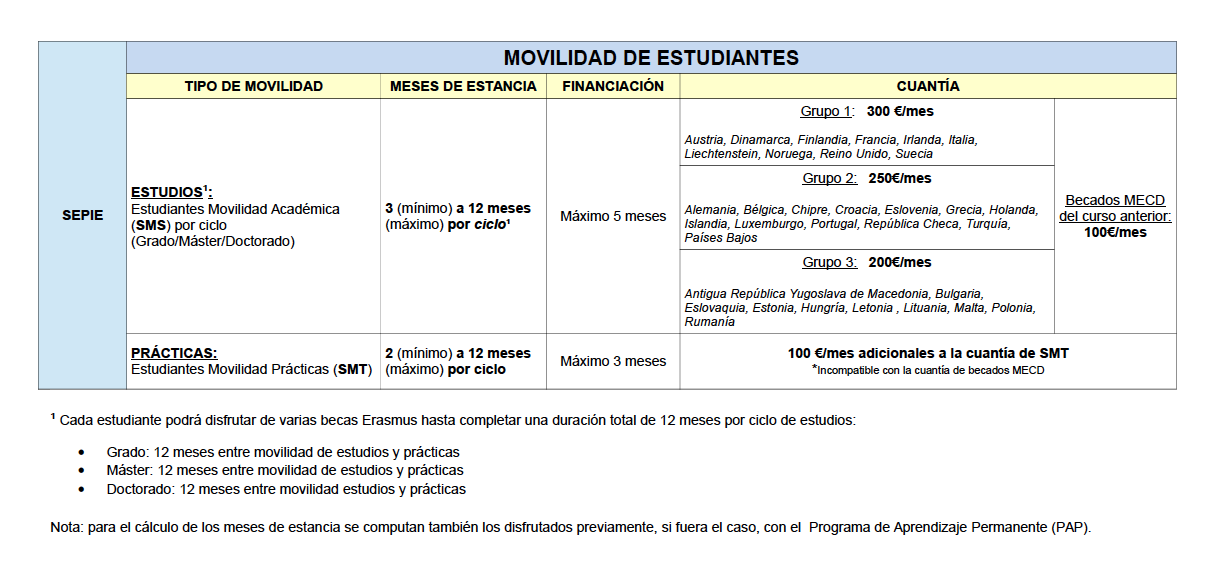 MOVILIDAD DE ESTUDIANTES
TIPO DE MOVILIDAD
MESES DE ESTANCIA
FINANCIACIÓN
CUANTÍA
SEPIE
ESTUDIOS¹:
Estudiantes Movilidad Académica
(SMS) por ciclo
(Grado/Máster/Doctorado)
3 (mínimo) a 12 meses
(máximo) por ciclo¹
Máximo 5 meses
Grupo 1: 300 €/mes
Austria, Dinamarca, Finlandia, Francia, Irlanda, Italia,
Liechtenstein, Noruega, Reino Unido, Suecia
Grupo 2: 250€/mes
Alemania, Bélgica, Chipre, Croacia, Eslovenia, Grecia, Holanda,
Islandia, Luxemburgo, Portugal, República Checa, Turquía,
Países Bajos
Grupo 3: 200€/mes
Antigua República Yugoslava de Macedonia, Bulgaria,
Eslovaquia, Estonia, Hungría, Letonia , Lituania, Malta, Polonia,
Rumanía
Becados MECD
del curso anterior:
100€/mes
PRÁCTICAS:
Estudiantes Movilidad Prácticas (SMT)
2 (mínimo) a 12 meses
(máximo) por ciclo
Máximo 3 meses
100 €/mes adicionales a la cuantía de SMT
*Incompatible con la cuantía de becados MECD
¹ Cada estudiante podrá disfrutar de varias becas Erasmus hasta completar una duración total de 12 meses por ciclo de estudios:
• Grado: 12 meses entre movilidad de estudios y prácticas
• Máster: 12 meses entre movilidad de estudios y prácticas
• Doctorado: 12 meses entre movilidad estudios y prácticas
Nota: para el cálculo de los meses de estancia se computan también los disfrutados previamente, si fuera el caso, con el Programa de Aprendizaje Permanente (PAP).